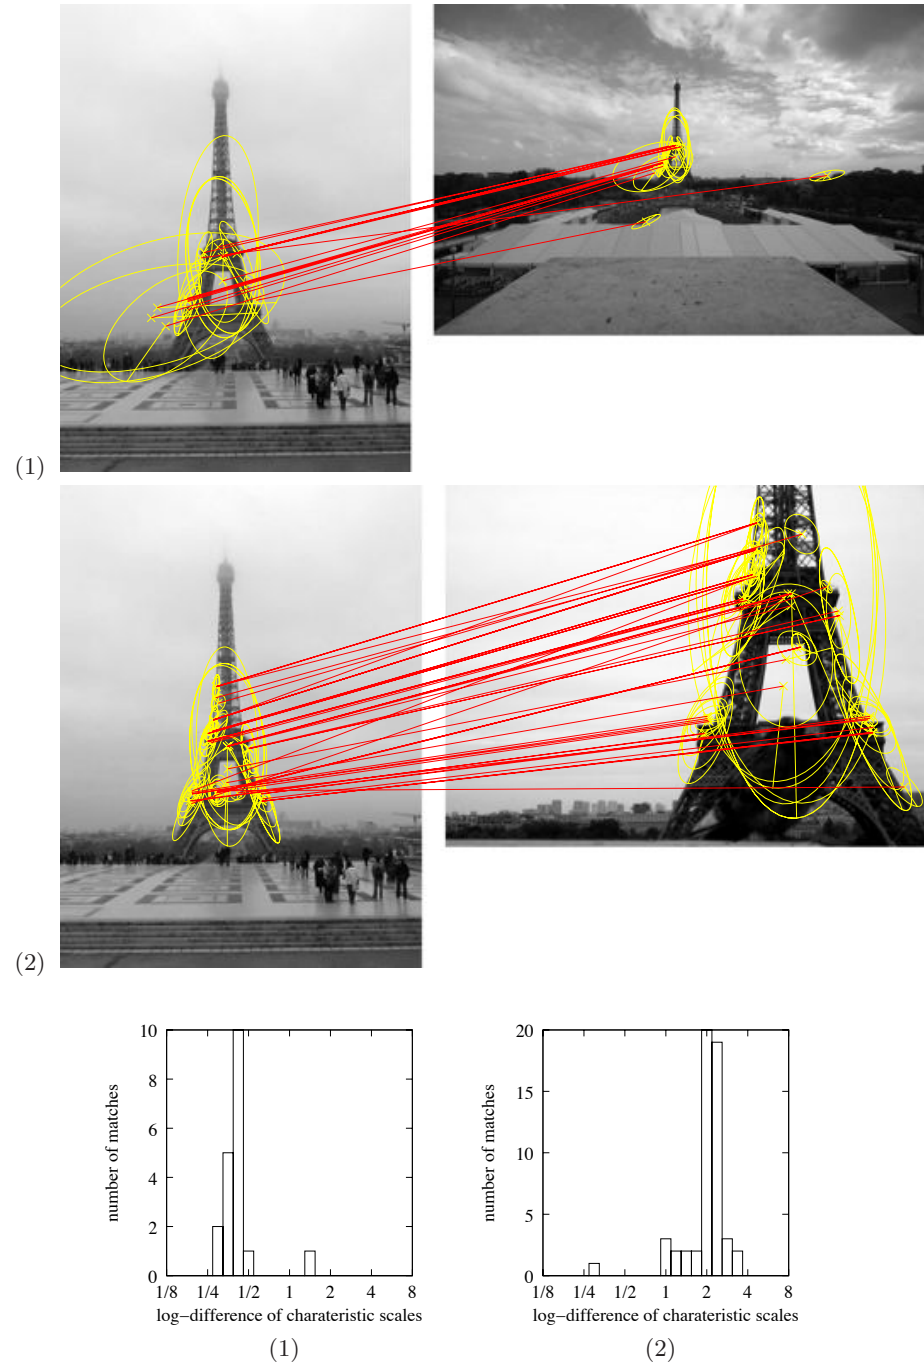 (1)
(2)
10
8
6
4
2
0
number of matches
1/8 1/4 1/2 1 2 4 8
log-difference of charateristic scales
(1)
20
15
10
5
0
number of matches
1/8 1/4 1/2 1 2 4 8
log-difference of charateristic scales
(2)